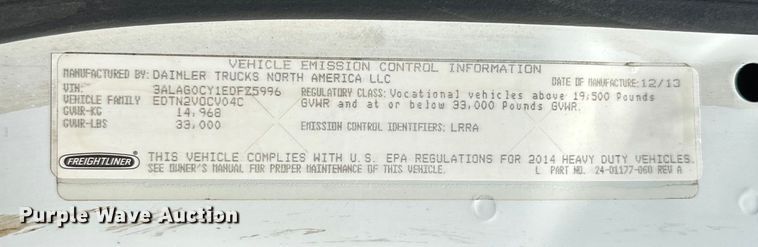 VEHICLE EMISSION CONTROL INFORMATION
MANUFACTURED BY: DAIMLER TRUCKS NORTH AMERICA LLC DATE OF MANUFACTURE: 12/13
VIN: 3ALAG0CY1EDFZ5996 REGULATORY CLASS: Vocational vehicles above 19,500 Pounds
VEHICLE FAMILY EDTN2VOCV04C GVWR and at or below 33,000 Pounds GVWR.
GVWR-KG 14,968
GVWR-LBS 33,000 EMISSION CONTROL IDENTIFIERS: LRRA
FREIGHTLINER THIS VEHICLE COMPLIES WITH U.S. EPA REGULATIONS FOR 2014 HEAVY DUTY VEHICLES.
SEE OWNER'S MANUAL FOR PROPER MAINTENANCE OF THIS VEHICLE. L PART NO. 24-01177-060 REV A
Purple Wave Auction